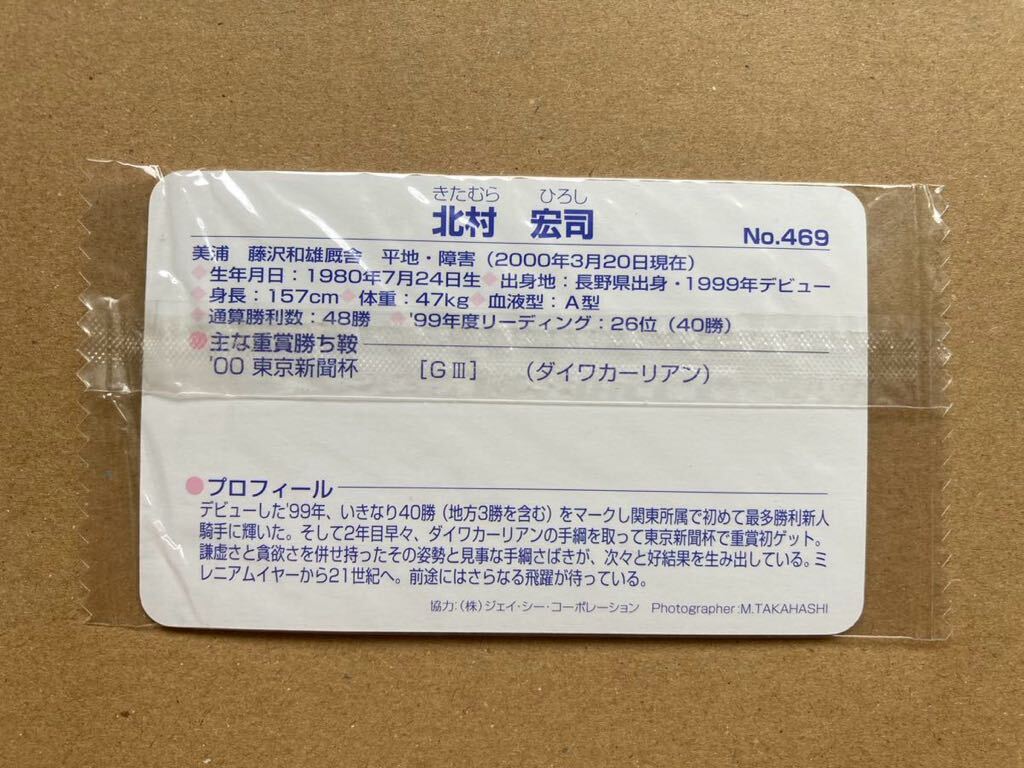 きたむら ひろし
北村 宏司
No.469
美浦 藤沢和雄厩舎 平地・障害（2000年3月20日現在）
◆生年月日：1980年7月24日生◆出身地：長野県出身・1999年デビュー
◆身長：157cm◆体重：47kg◆血液型：A型
◆通算勝利数：48勝 ◆'99年度リーディング：26位（40勝）
●主な重賞勝ち鞍
'00 東京新聞杯 ［GⅢ］ （ダイワカーリアン）
●プロフィール
デビューした'99年、いきなり40勝（地方3勝を含む）をマークし関東所属で初めて最多勝利新人
騎手に輝いた。そして2年目早々、ダイワカーリアンの手綱を取って東京新聞杯で重賞初ゲット。
謙虚さと貪欲さを併せ持ったその姿勢と見事な手綱さばきが、次々と好結果を生み出している。ミ
レニアムイヤーから21世紀へ。前途にはさらなる飛躍が待っている。
協力：（株）ジェイ・シー・コーポレーション Photographer:M.TAKAHASHI